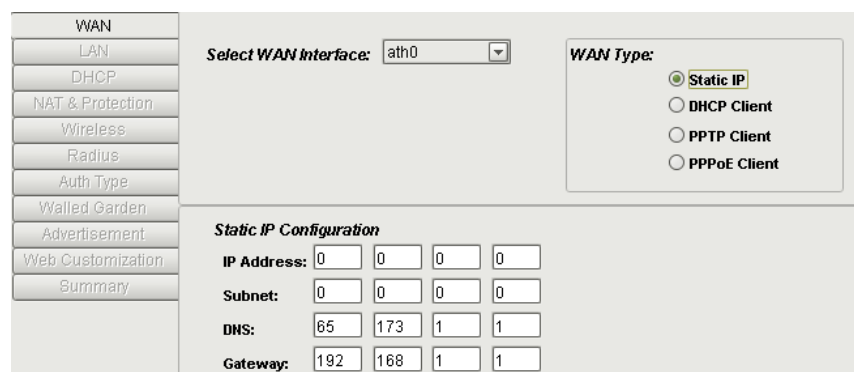 WAN
LAN
DHCP
NAT & Protection
Wireless
Radius
Auth Type
Walled Garden
Advertisement
Web Customization
Summary
Select WAN Interface: ath0
WAN Type:
Static IP
DHCP Client
PPTP Client
PPPoE Client
Static IP Configuration
IP Address: 0 0 0 0
Subnet: 0 0 0 0
DNS: 65 173 1 1
Gateway: 192 168 1 1